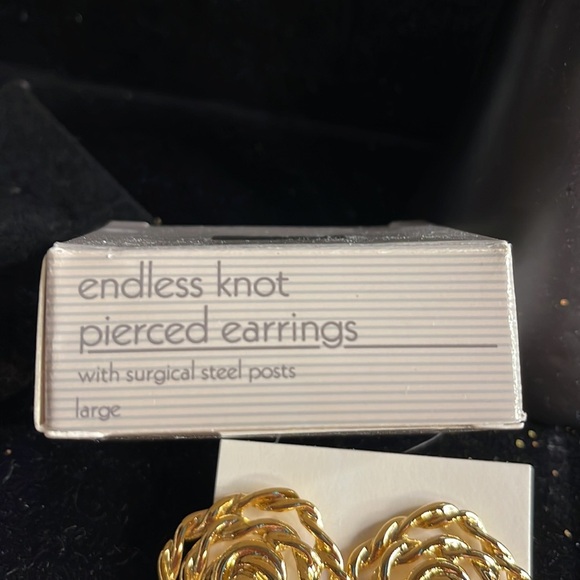 endless knot
pierced earrings
with surgical steel posts
large